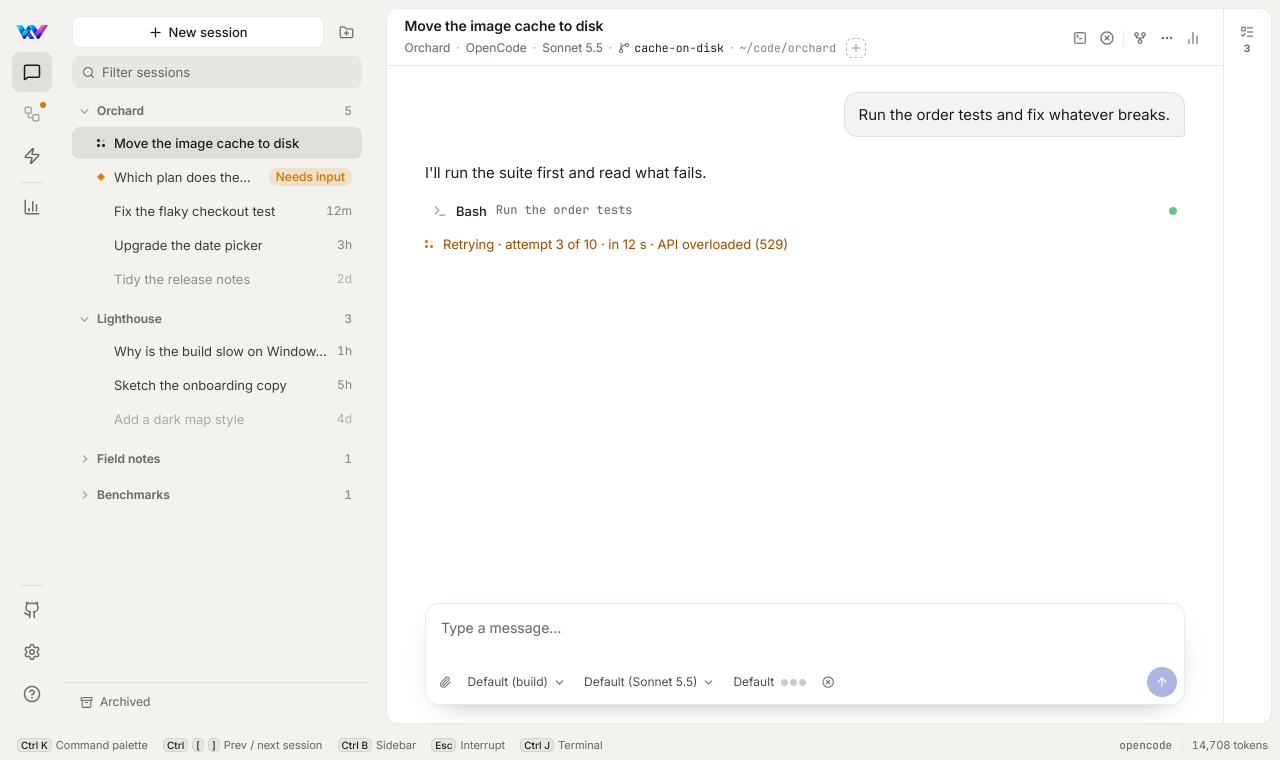 New session
Filter sessions
Orchard 5
Move the image cache to disk
Which plan does the... Needs input
Fix the flaky checkout test 12m
Upgrade the date picker 3h
Tidy the release notes 2d
Lighthouse 3
Why is the build slow on Window... 1h
Sketch the onboarding copy 5h
Add a dark map style 4d
Field notes 1
Benchmarks 1
Archived
Move the image cache to disk
Orchard · OpenCode · Sonnet 5.5 · cache-on-disk · ~/code/orchard
3
Run the order tests and fix whatever breaks.
I'll run the suite first and read what fails.
Bash Run the order tests
Retrying · attempt 3 of 10 · in 12 s · API overloaded (529)
Type a message...
Default (build) Default (Sonnet 5.5) Default
Ctrl K Command palette Ctrl [ ] Prev / next session Ctrl B Sidebar Esc Interrupt Ctrl J Terminal
opencode 14,708 tokens